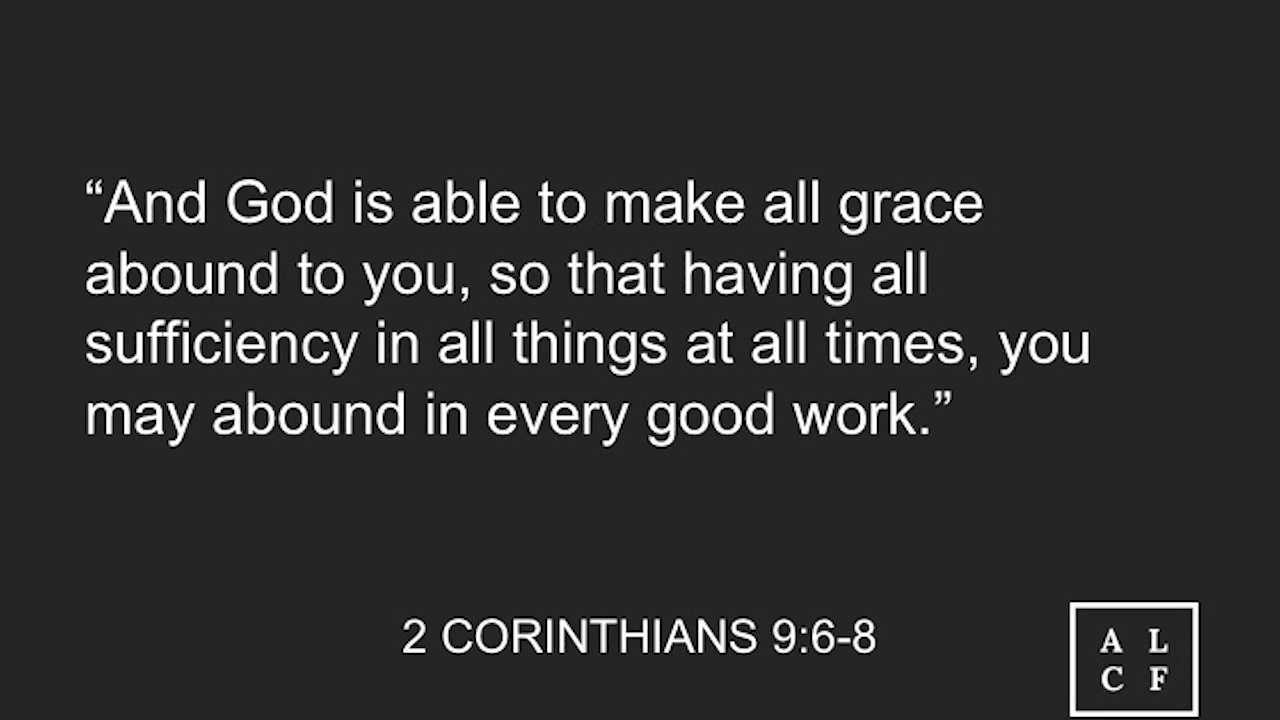 “And God is able to make all grace
abound to you, so that having all
sufficiency in all things at all times, you
may abound in every good work.”
2 CORINTHIANS 9:6-8
A L
C F